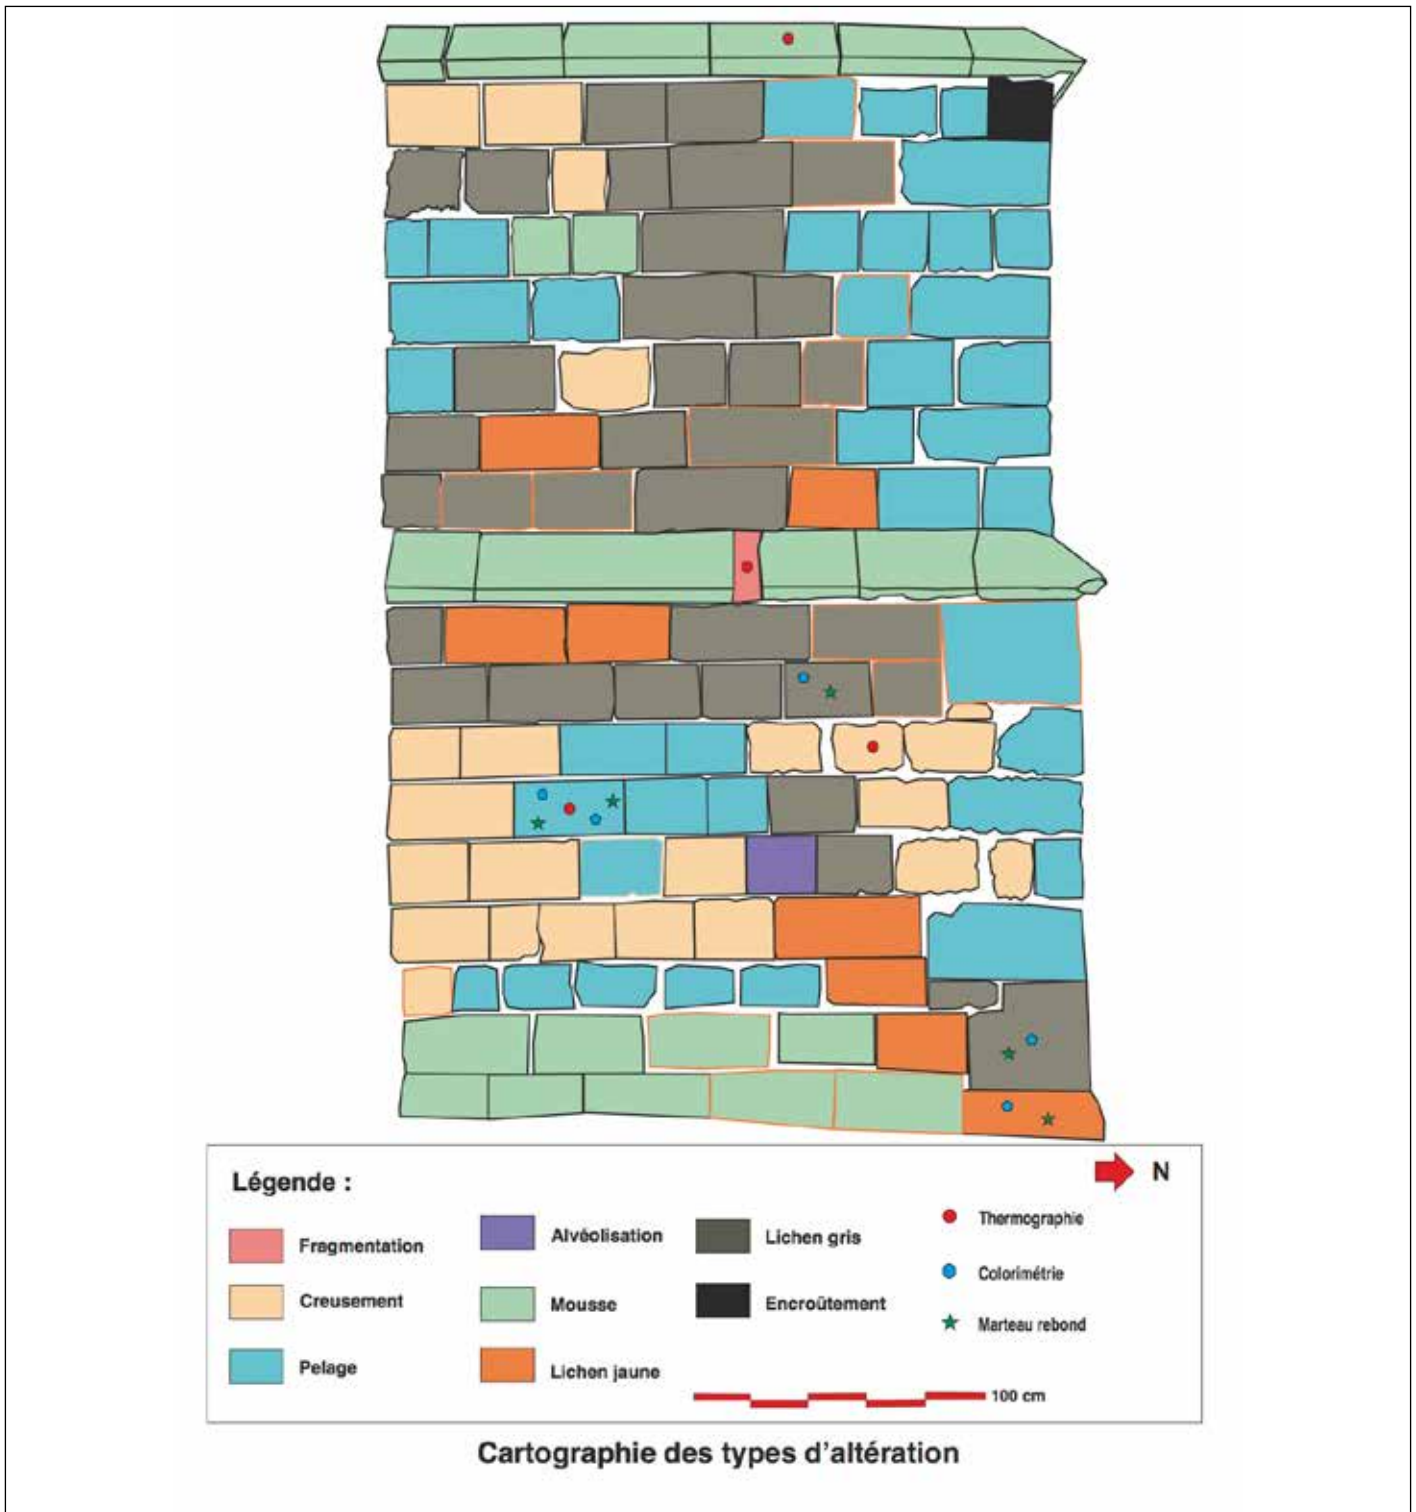 Légende :
N
Fragmentation
Creusement
Pelage
Alvéolisation
Mousse
Lichen jaune
Lichen gris
Encroûtement
Thermographie
Colorimétrie
Marteau rebond
100 cm
Cartographie des types d'altération